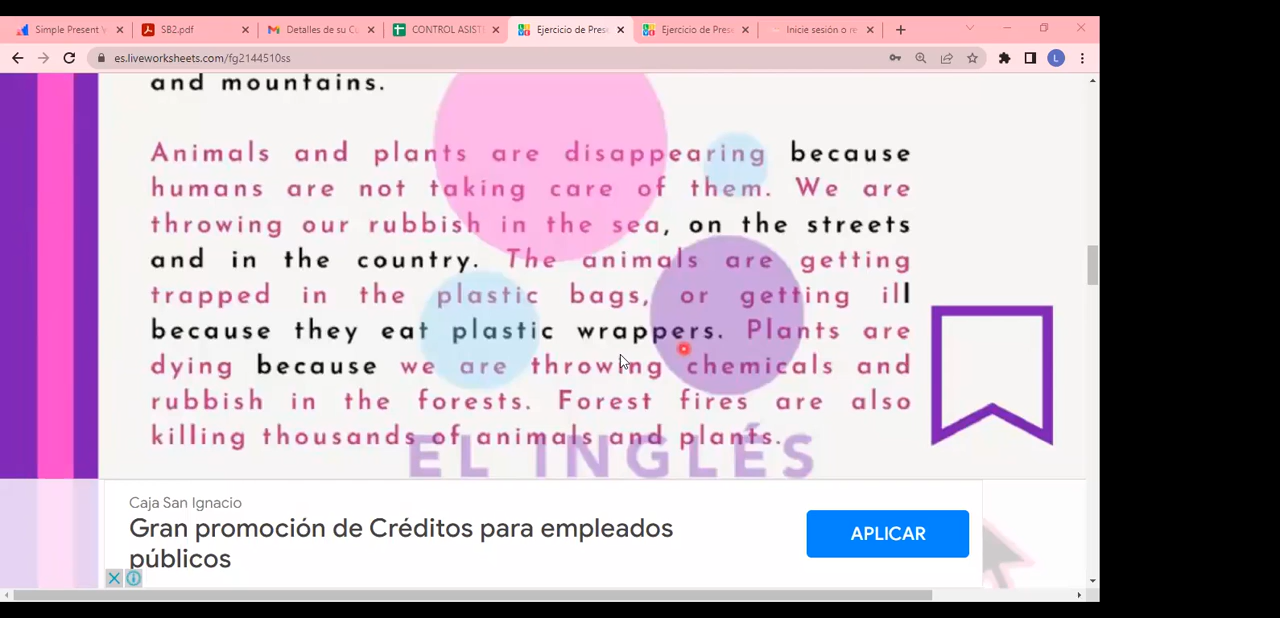 Simple Present V
SB2.pdf
Detalles de su Cu
CONTROL ASISTE
Ejercicio de Prese
Ejercicio de Prese
Inicie sesión o re
es.liveworksheets.com/fg2144510ss
L
and mountains.
Animals and plants are disappearing because
humans are not taking care of them. We are
throwing our rubbish in the sea, on the streets
and in the country. The animals are getting
trapped in the plastic bags, or getting ill
because they eat plastic wrappers. Plants are
dying because we are throwing chemicals and
rubbish in the forests. Forest fires are also
killing thousands of animals and plants.
EL INGLÉS
Caja San Ignacio
Gran promoción de Créditos para empleados
públicos
APLICAR